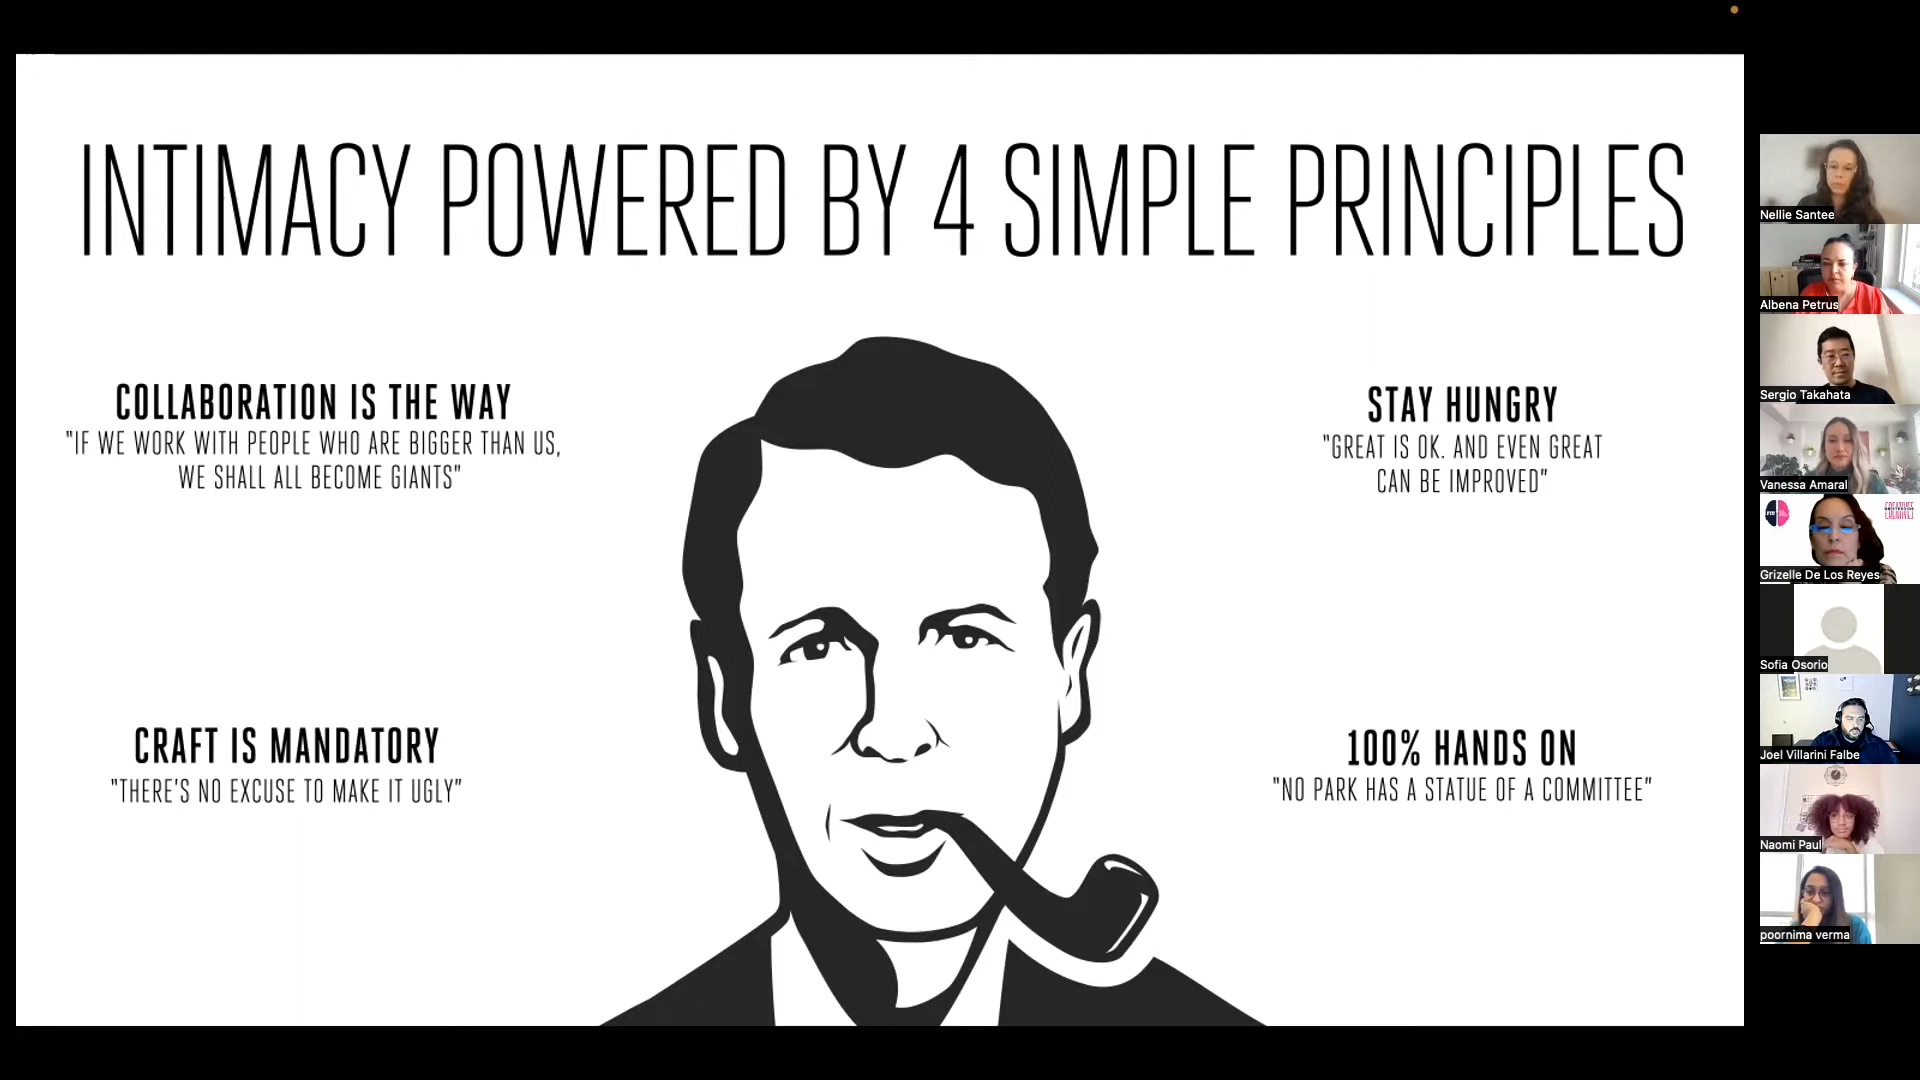 INTIMACY POWERED BY 4 SIMPLE PRINCIPLES
COLLABORATION IS THE WAY
"IF WE WORK WITH PEOPLE WHO ARE BIGGER THAN US,
WE SHALL ALL BECOME GIANTS"
STAY HUNGRY
"GREAT IS OK. AND EVEN GREAT
CAN BE IMPROVED"
CRAFT IS MANDATORY
"THERE'S NO EXCUSE TO MAKE IT UGLY"
100% HANDS ON
"NO PARK HAS A STATUE OF A COMMITTEE"
Nellie Santee
Albena Petrus
Sergio Takahata
Vanessa Amaral
Grizelle De Los Reyes
Sofia Osorio
Joel Villarini Falbe
Naomi Paul
poornima verma